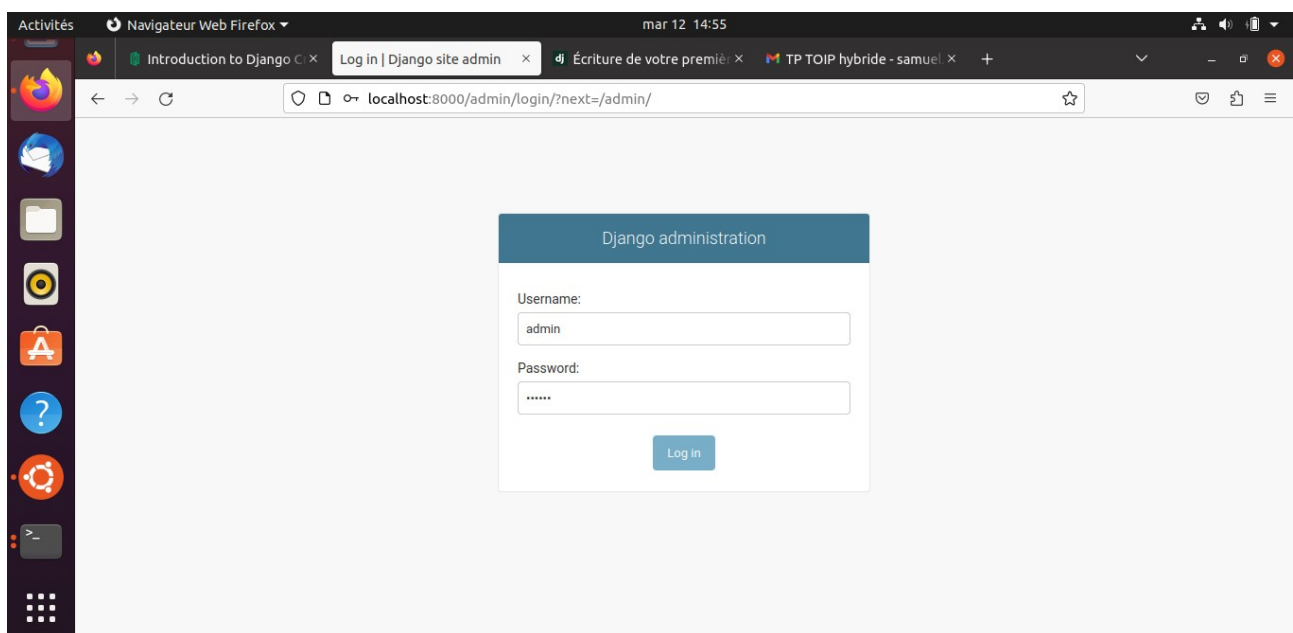 Activités Navigateur Web Firefox mar 12 14:55
Introduction to Django C Log in | Django site admin dj Écriture de votre premiè TP TOIP hybride - samuel.
localhost:8000/admin/login/?next=/admin/
Django administration
Username:
admin
Password:
••••••
Log in